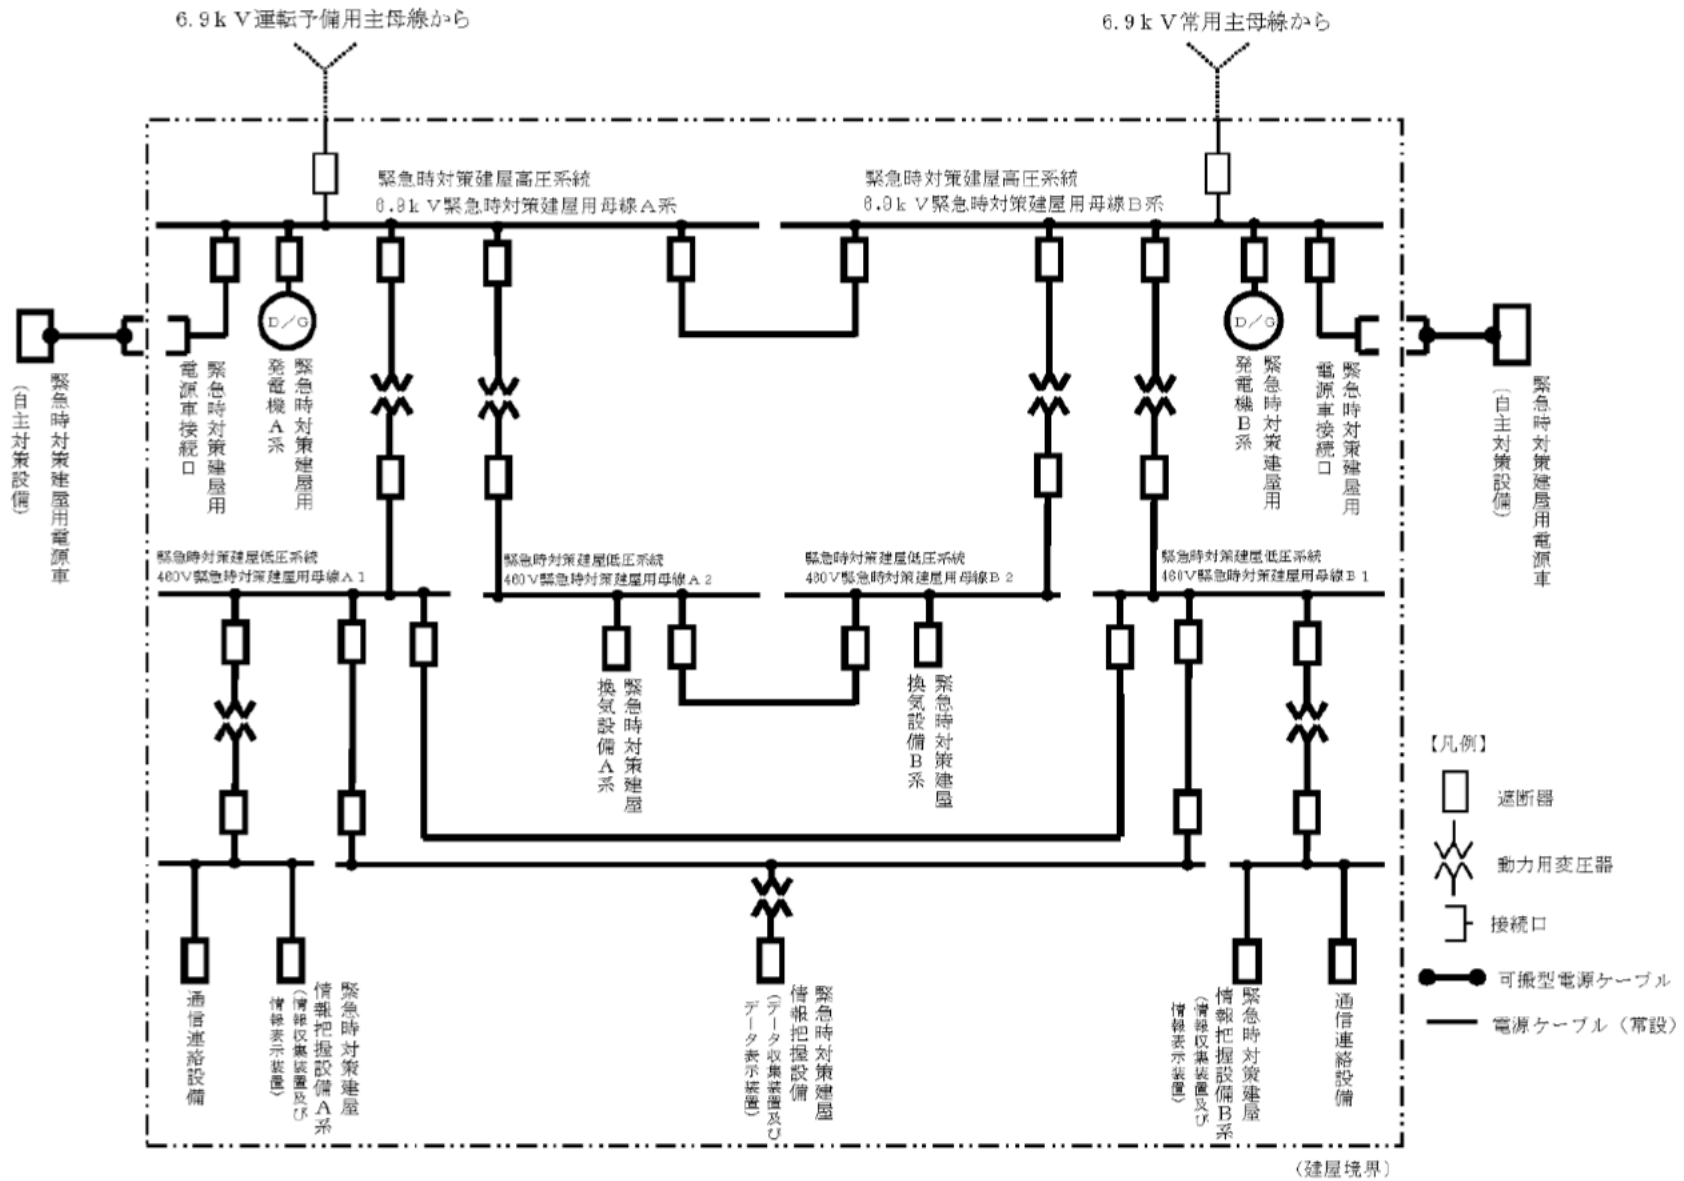 6.9kV運転予備用主母線から
6.9kV常用主母線から
緊急時対策建屋高圧系統
6.9kV緊急時対策建屋用母線A系
緊急時対策建屋高圧系統
6.9kV緊急時対策建屋用母線B系
D/G
D/G
緊急時対策建屋用電源車
(自主対策設備)
緊急時対策建屋用
電源車接続口
緊急時対策建屋用
発電機A系
緊急時対策建屋用
発電機B系
緊急時対策建屋用
電源車接続口
緊急時対策建屋用電源車
(自主対策設備)
緊急時対策建屋低圧系統
460V緊急時対策建屋用母線A1
緊急時対策建屋低圧系統
460V緊急時対策建屋用母線A2
緊急時対策建屋低圧系統
460V緊急時対策建屋用母線B2
緊急時対策建屋低圧系統
460V緊急時対策建屋用母線B1
緊急時対策建屋
換気設備A系
緊急時対策建屋
換気設備B系
通信連絡設備
緊急時対策建屋
情報把握設備A系
(情報収集装置及び
情報表示装置)
緊急時対策建屋
情報把握設備
(データ収集装置及び
データ表示装置)
緊急時対策建屋
情報把握設備B系
(情報収集装置及び
情報表示装置)
通信連絡設備
【凡例】
遮断器
動力用変圧器
接続口
可搬型電源ケーブル
電源ケーブル(常設)
(建屋境界)